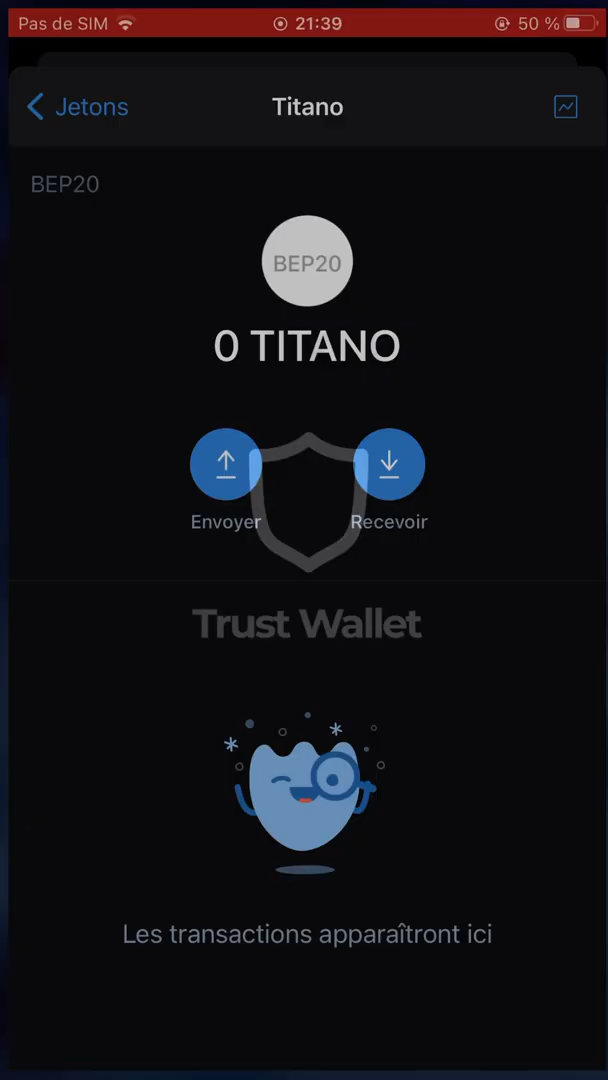 Pas de SIM 21:39 50 %
Jetons Titano
BEP20
BEP20
0 TITANO
Envoyer Recevoir
Trust Wallet
Les transactions apparaîtront ici